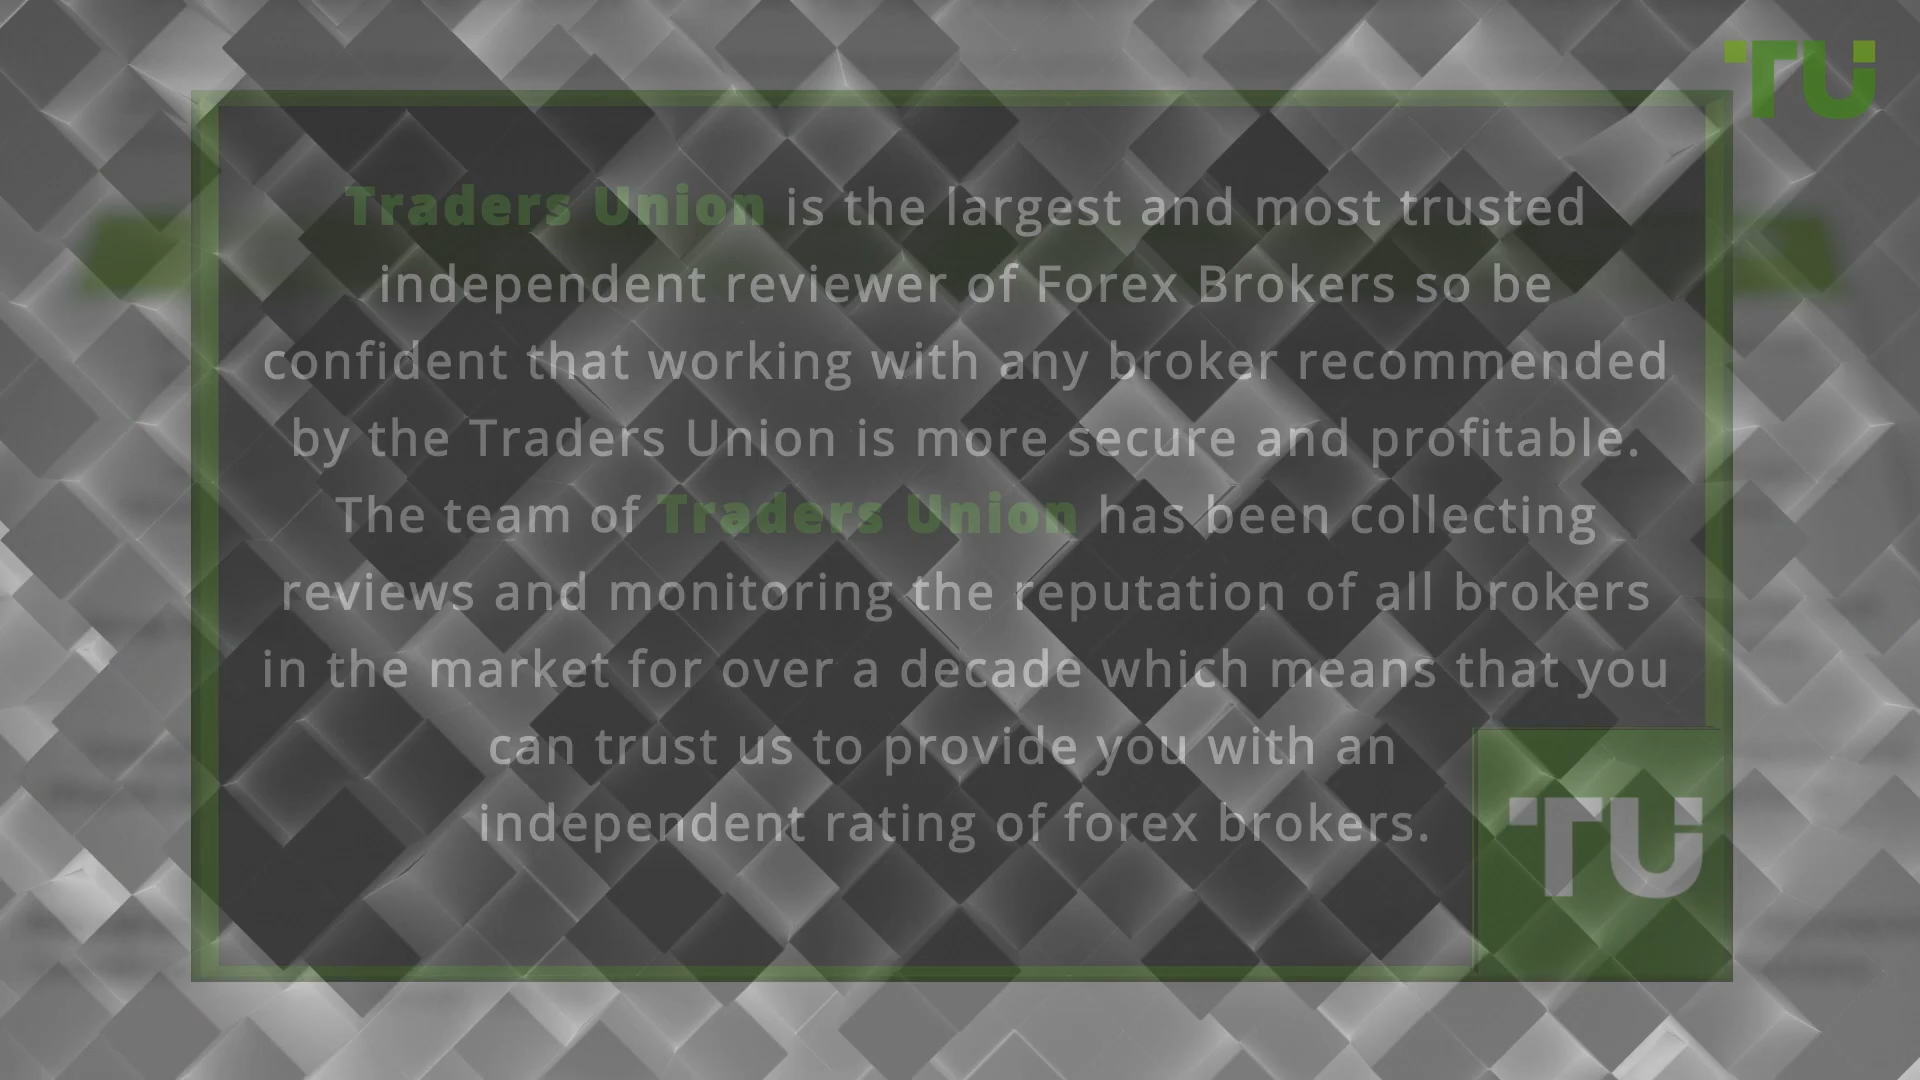 TU
Traders Union is the largest and most trusted
independent reviewer of Forex Brokers so be
confident that working with any broker recommended
by the Traders Union is more secure and profitable.
The team of Traders Union has been collecting
reviews and monitoring the reputation of all brokers
in the market for over a decade which means that you
can trust us to provide you with an
independent rating of forex brokers.
TU